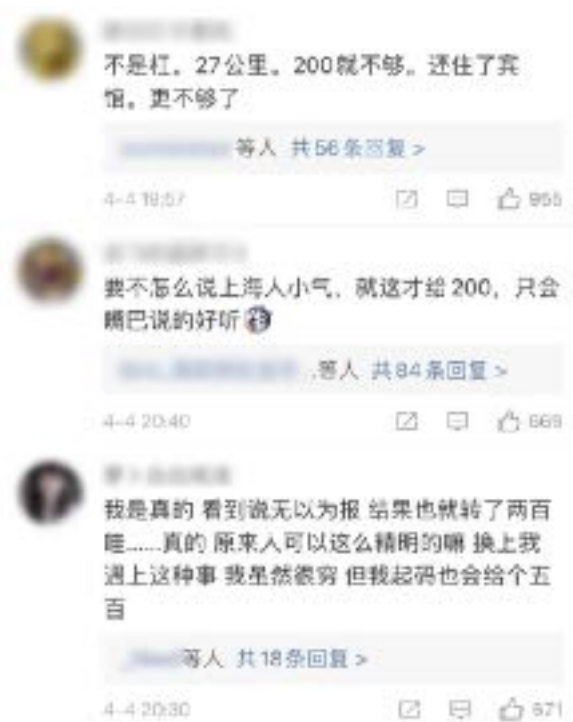 不是杠。27公里。200就不够。还住了宾
馆。更不够了
等人 共56条回复 >
4-4 19:57
955
要不怎么说上海人小气，就这才给200，只会
嘴巴说的好听
等人 共84条回复 >
4-4 20:40
669
我是真的 看到说无以为报 结果也就转了两百
哇......真的 原来人可以这么精明的嘛 换上我
遇上这种事 我虽然很穷 但我起码也会给个五
百
等人 共18条回复 >
4-4 20:30
671